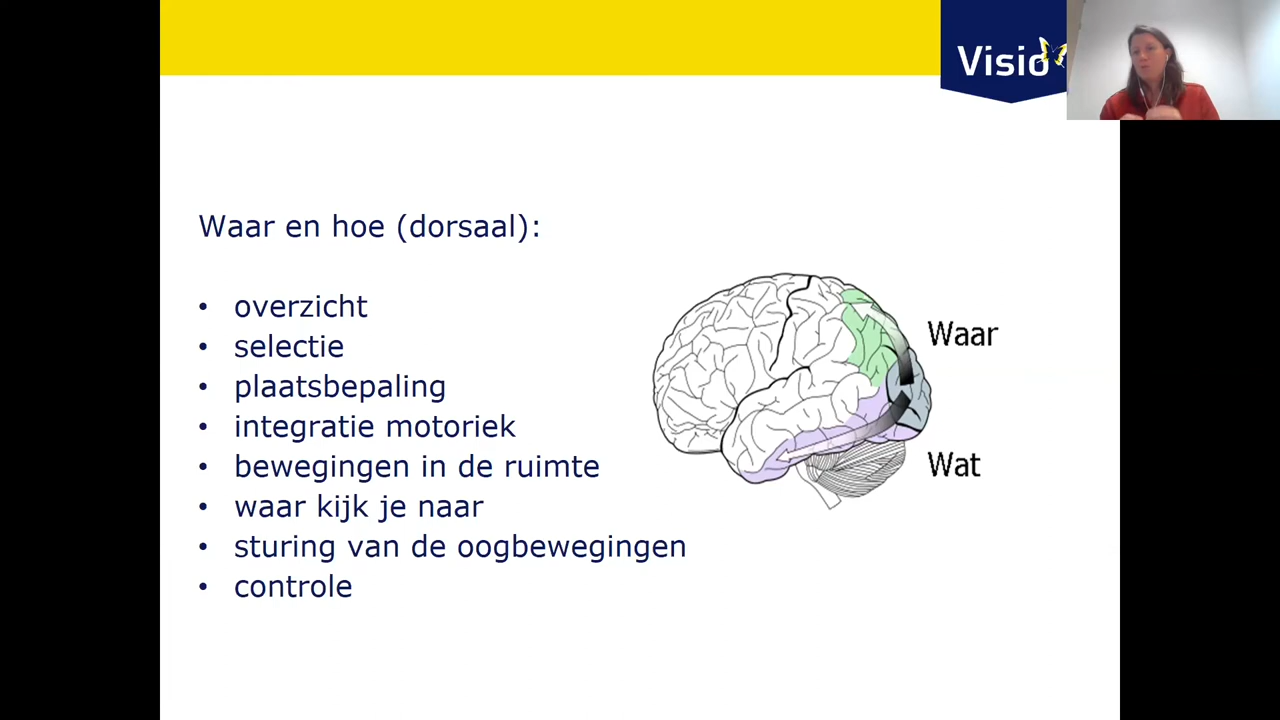 Visio
Waar en hoe (dorsaal):
• overzicht
• selectie
• plaatsbepaling
• integratie motoriek
• bewegingen in de ruimte
• waar kijk je naar
• sturing van de oogbewegingen
• controle
Waar
Wat